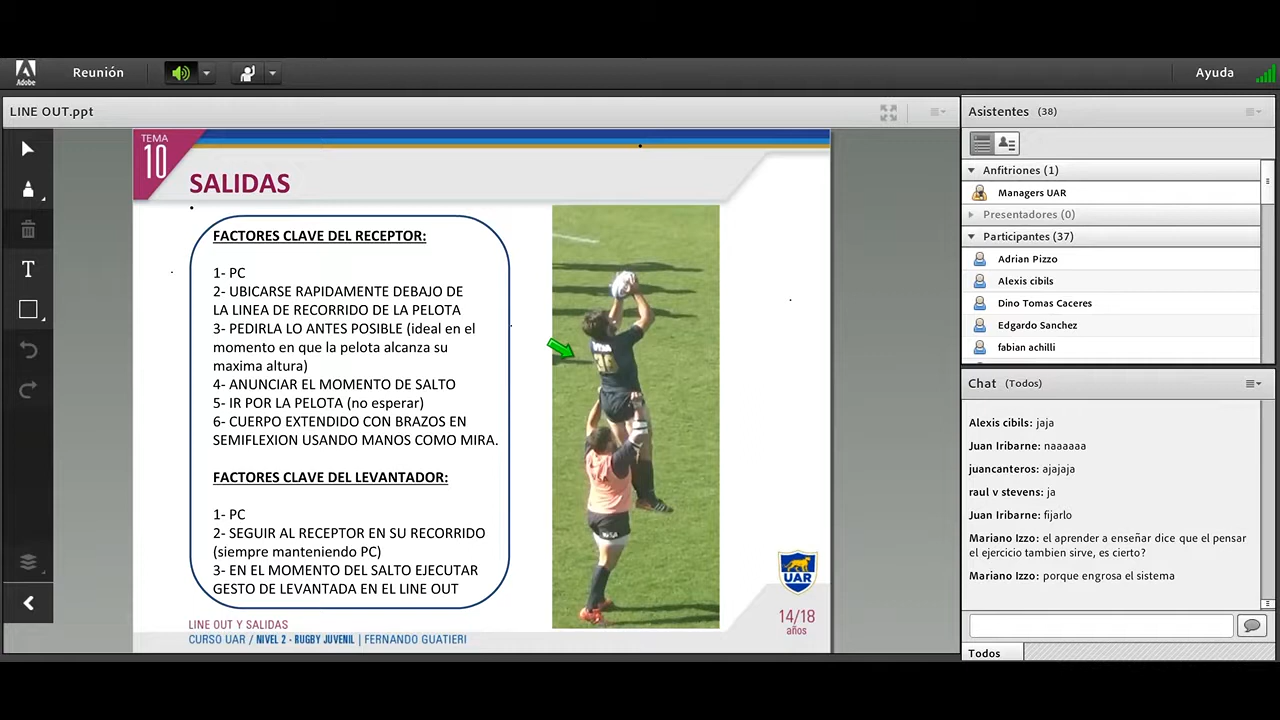 Adobe
Reunión
Ayuda
LINE OUT.ppt
TEMA
10
SALIDAS
FACTORES CLAVE DEL RECEPTOR:
1- PC
2- UBICARSE RAPIDAMENTE DEBAJO DE
LA LINEA DE RECORRIDO DE LA PELOTA
3- PEDIRLA LO ANTES POSIBLE (ideal en el
momento en que la pelota alcanza su
maxima altura)
4- ANUNCIAR EL MOMENTO DE SALTO
5- IR POR LA PELOTA (no esperar)
6- CUERPO EXTENDIDO CON BRAZOS EN
SEMIFLEXION USANDO MANOS COMO MIRA.
FACTORES CLAVE DEL LEVANTADOR:
1- PC
2- SEGUIR AL RECEPTOR EN SU RECORRIDO
(siempre manteniendo PC)
3- EN EL MOMENTO DEL SALTO EJECUTAR
GESTO DE LEVANTADA EN EL LINE OUT
UAR
14/18
años
LINE OUT Y SALIDAS
CURSO UAR / NIVEL 2 - RUGBY JUVENIL | FERNANDO GUATIERI
Asistentes (38)
Anfitriones (1)
Managers UAR
Presentadores (0)
Participantes (37)
Adrian Pizzo
Alexis cibils
Dino Tomas Caceres
Edgardo Sanchez
fabian achilli
Chat (Todos)
Alexis cibils: jaja
Juan Iribarne: naaaaaa
juancanteros: ajajaja
raul v stevens: ja
Juan Iribarne: fijarlo
Mariano Izzo: el aprender a enseñar dice que el pensar
el ejercicio tambien sirve, es cierto?
Mariano Izzo: porque engrosa el sistema
Todos